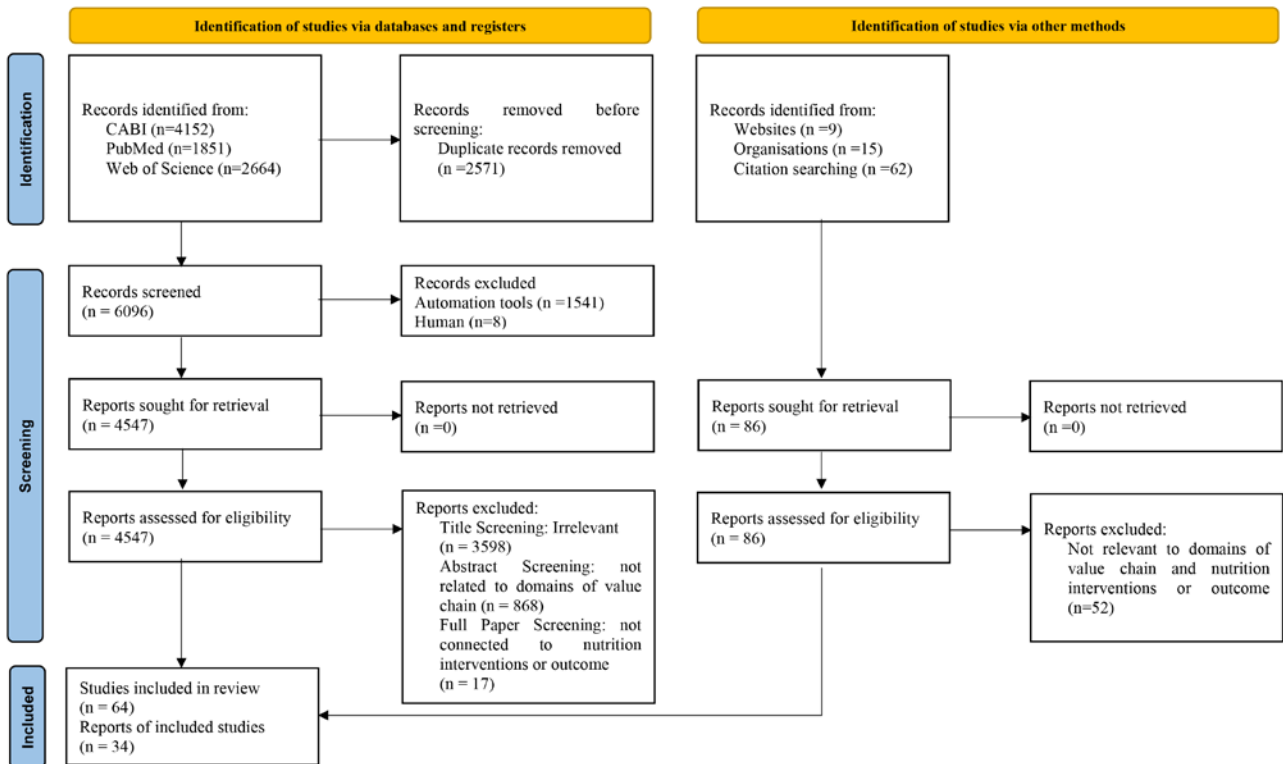 Identification of studies via databases and registers
Identification of studies via other methods
Identification
Records identified from:
CABI (n=4152)
PubMed (n=1851)
Web of Science (n=2664)
Records removed before
screening:
Duplicate records removed
(n =2571)
Records identified from:
Websites (n =9)
Organisations (n =15)
Citation searching (n =62)
Screening
Records screened
(n = 6096)
Records excluded
Automation tools (n =1541)
Human (n=8)
Reports sought for retrieval
(n = 4547)
Reports not retrieved
(n =0)
Reports sought for retrieval
(n = 86)
Reports not retrieved
(n =0)
Reports assessed for eligibility
(n = 4547)
Reports excluded:
Title Screening: Irrelevant
(n = 3598)
Abstract Screening: not
related to domains of value
chain (n = 868)
Full Paper Screening: not
connected to nutrition
interventions or outcome
(n = 17)
Reports assessed for eligibility
(n = 86)
Reports excluded:
Not relevant to domains of
value chain and nutrition
interventions or outcome
(n=52)
Included
Studies included in review
(n = 64)
Reports of included studies
(n = 34)